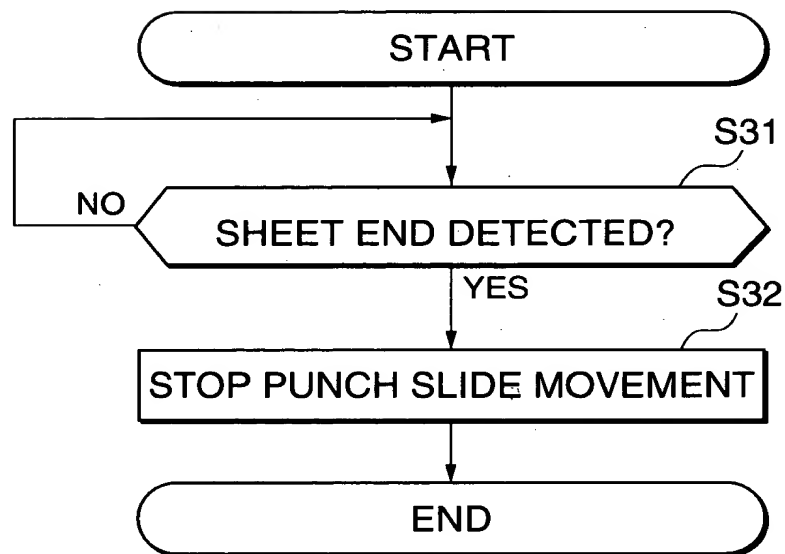 START
S31
NO
SHEET END DETECTED?
YES
S32
STOP PUNCH SLIDE MOVEMENT
END